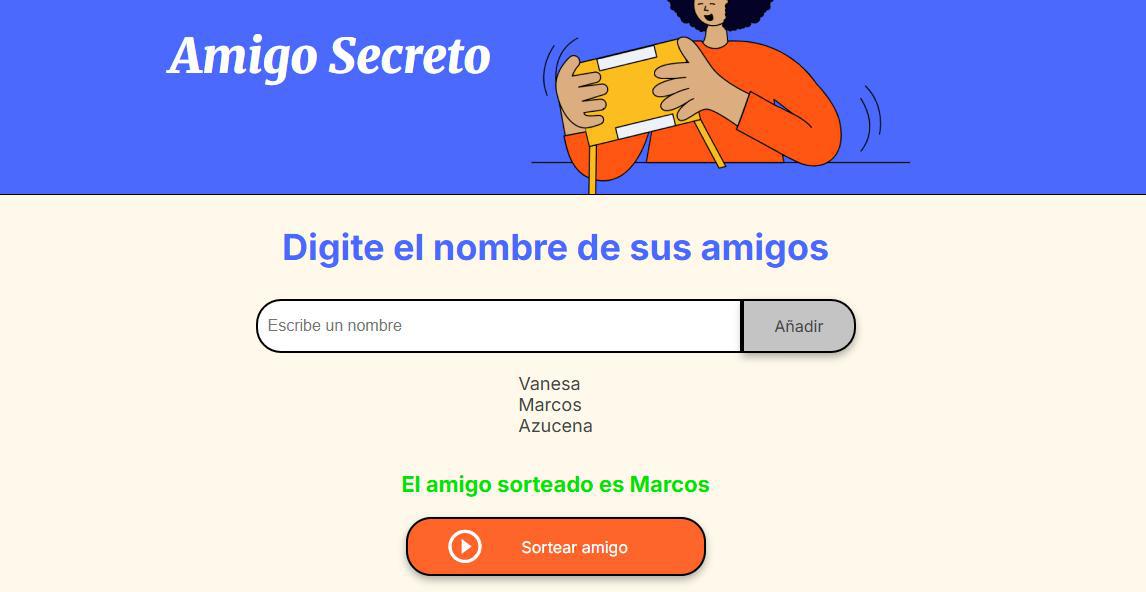 Amigo Secreto
Digite el nombre de sus amigos
Escribe un nombre
Añadir
Vanesa
Marcos
Azucena
El amigo sorteado es Marcos
Sortear amigo